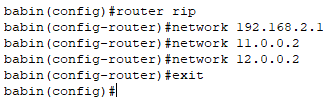 babin(config)#router rip
babin(config-router)#network 192.168.2.1
babin(config-router)#network 11.0.0.2
babin(config-router)#network 12.0.0.2
babin(config-router)#exit
babin(config)#